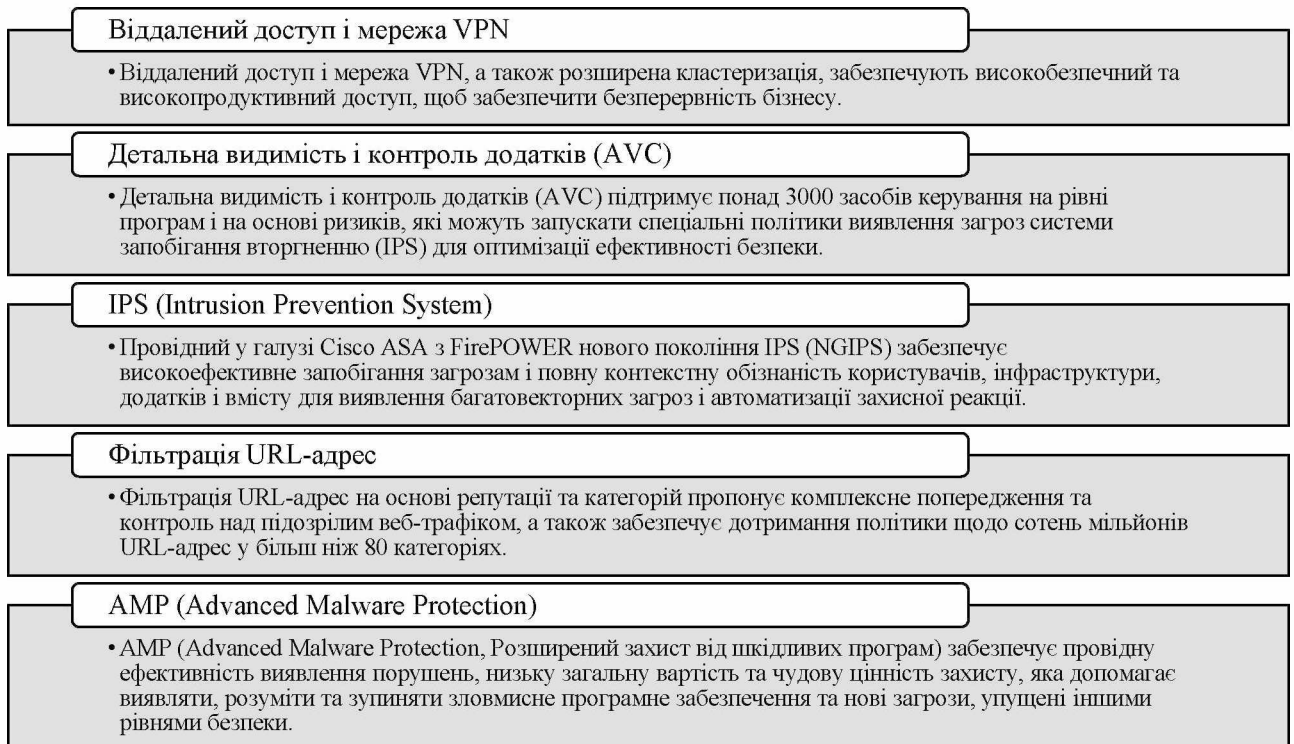 Віддалений доступ і мережа VPN
• Віддалений доступ і мережа VPN, а також розширена кластеризація, забезпечують високобезпечний та
високопродуктивний доступ, щоб забезпечити безперервність бізнесу.
Детальна видимість і контроль додатків (AVC)
• Детальна видимість і контроль додатків (AVC) підтримує понад 3000 засобів керування на рівні
програм і на основі ризиків, які можуть запускати спеціальні політики виявлення загроз системи
запобігання вторгненню (IPS) для оптимізації ефективності безпеки.
IPS (Intrusion Prevention System)
• Провідний у галузі Cisco ASA з FirePOWER нового покоління IPS (NGIPS) забезпечує
високоефективне запобігання загрозам і повну контекстну обізнаність користувачів, інфраструктури,
додатків і вмісту для виявлення багатовекторних загроз і автоматизації захисної реакції.
Фільтрація URL-адрес
• Фільтрація URL-адрес на основі репутації та категорій пропонує комплексне попередження та
контроль над підозрілим веб-трафіком, а також забезпечує дотримання політики щодо сотень мільйонів
URL-адрес у більш ніж 80 категоріях.
AMP (Advanced Malware Protection)
• AMP (Advanced Malware Protection, Розширений захист від шкідливих програм) забезпечує провідну
ефективність виявлення порушень, низьку загальну вартість та чудову цінність захисту, яка допомагає
виявляти, розуміти та зупиняти зловмисне програмне забезпечення та нові загрози, упущені іншими
рівнями безпеки.